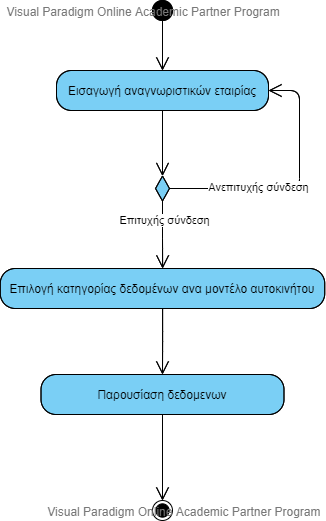 Visual Paradigm Online Academic Partner Program
Εισαγωγή αναγνωριστικών εταιρίας
Ανεπιτυχής σύνδεση
Επιτυχής σύνδεση
Επιλογή κατηγορίας δεδομένων ανα μοντέλο αυτοκινήτου
Παρουσίαση δεδομενων
Visual Paradigm Online Academic Partner Program